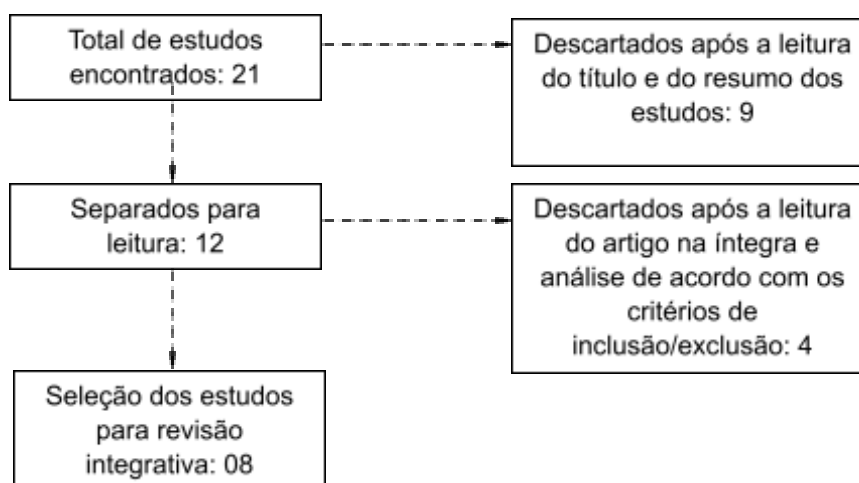 Total de estudos
encontrados: 21
Descartados após a leitura
do título e do resumo dos
estudos: 9
Separados para
leitura: 12
Descartados após a leitura
do artigo na íntegra e
análise de acordo com os
critérios de
inclusão/exclusão: 4
Seleção dos estudos
para revisão
integrativa: 08